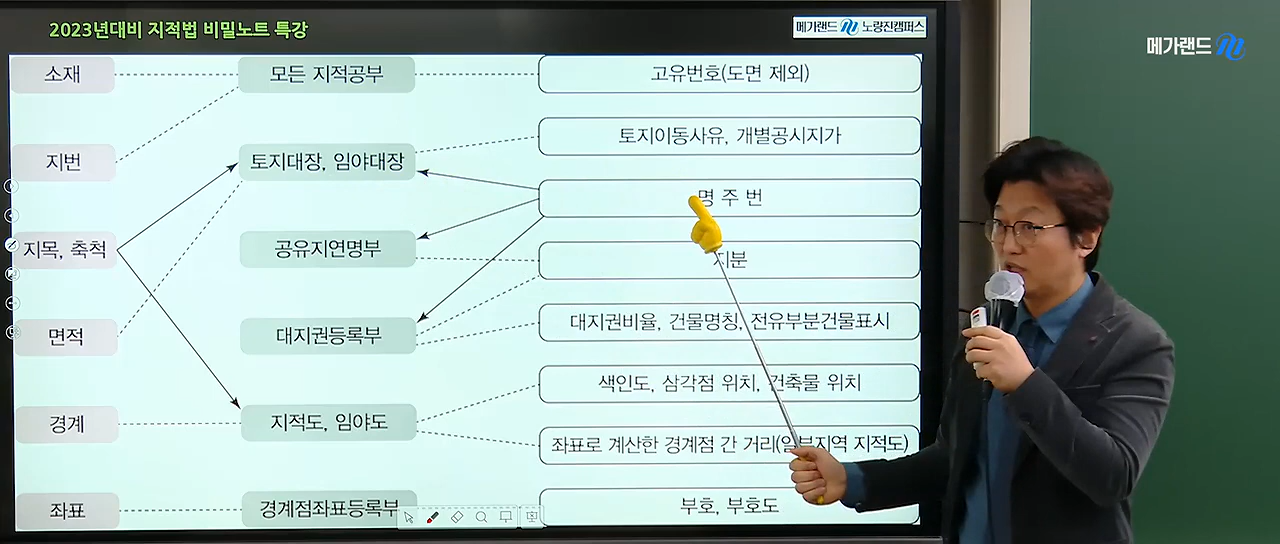 2023년대비 지적법 비밀노트 특강
메가랜드 노량진캠퍼스
메가랜드
소재
모든 지적공부
고유번호(도면 제외)
토지이동사유, 개별공시지가
지번
토지대장, 임야대장
명 주 번
지목, 축척
공유지연명부
지분
면적
대지권등록부
대지권비율, 건물명칭, 전유부분건물표시
색인도, 삼각점 위치, 건축물 위치
경계
지적도, 임야도
좌표로 계산한 경계점 간 거리(일부지역 지적도)
좌표
경계점좌표등록부
부호, 부호도